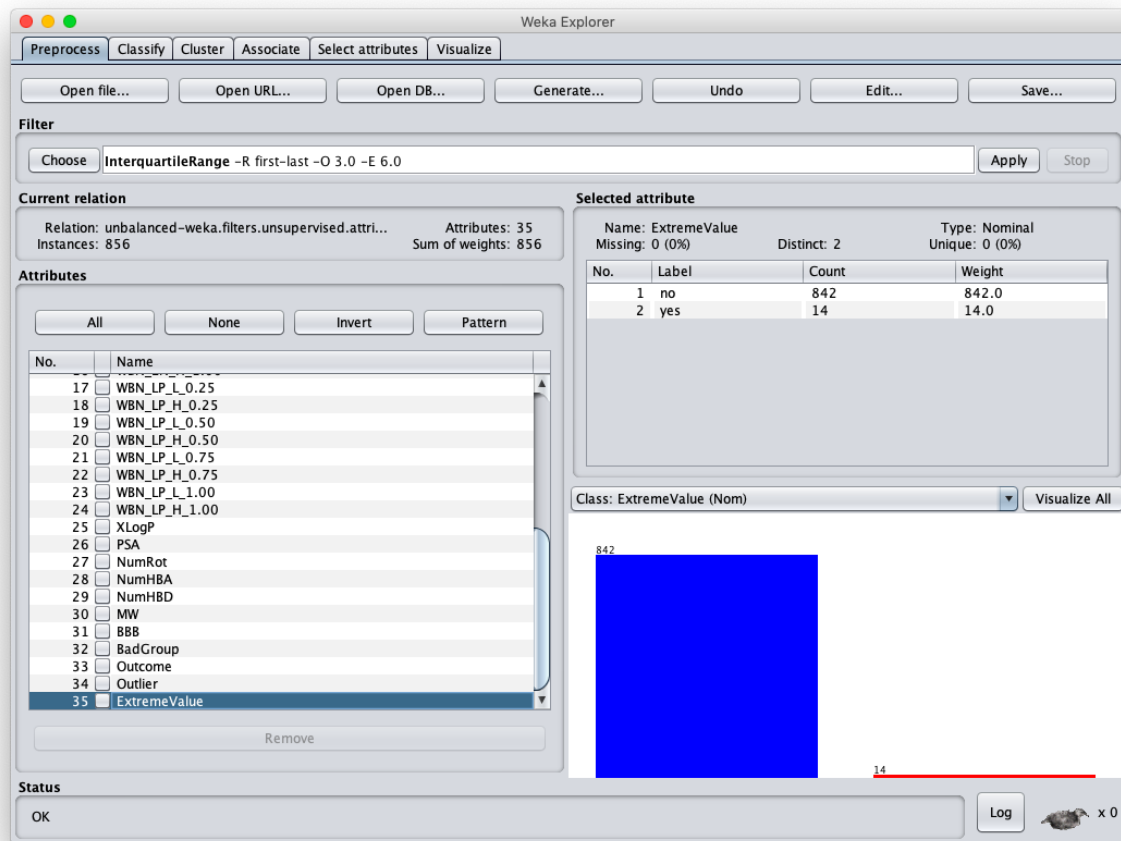 Weka Explorer
Preprocess Classify Cluster Associate Select attributes Visualize
Open file... Open URL... Open DB... Generate... Undo Edit... Save...
Filter
Choose InterquartileRange -R first-last -O 3.0 -E 6.0 Apply Stop
Current relation
Relation: unbalanced-weka.filters.unsupervised.attri... Attributes: 35
Instances: 856 Sum of weights: 856
Attributes
All None Invert Pattern
No. Name
17 WBN_LP_L_0.25
18 WBN_LP_H_0.25
19 WBN_LP_L_0.50
20 WBN_LP_H_0.50
21 WBN_LP_L_0.75
22 WBN_LP_H_0.75
23 WBN_LP_L_1.00
24 WBN_LP_H_1.00
25 XLogP
26 PSA
27 NumRot
28 NumHBA
29 NumHBD
30 MW
31 BBB
32 BadGroup
33 Outcome
34 Outlier
35 ExtremeValue
Remove
Selected attribute
Name: ExtremeValue Type: Nominal
Missing: 0 (0%) Distinct: 2 Unique: 0 (0%)
No. Label Count Weight
1 no 842 842.0
2 yes 14 14.0
Class: ExtremeValue (Nom) Visualize All
842
14
Status
OK
Log x 0